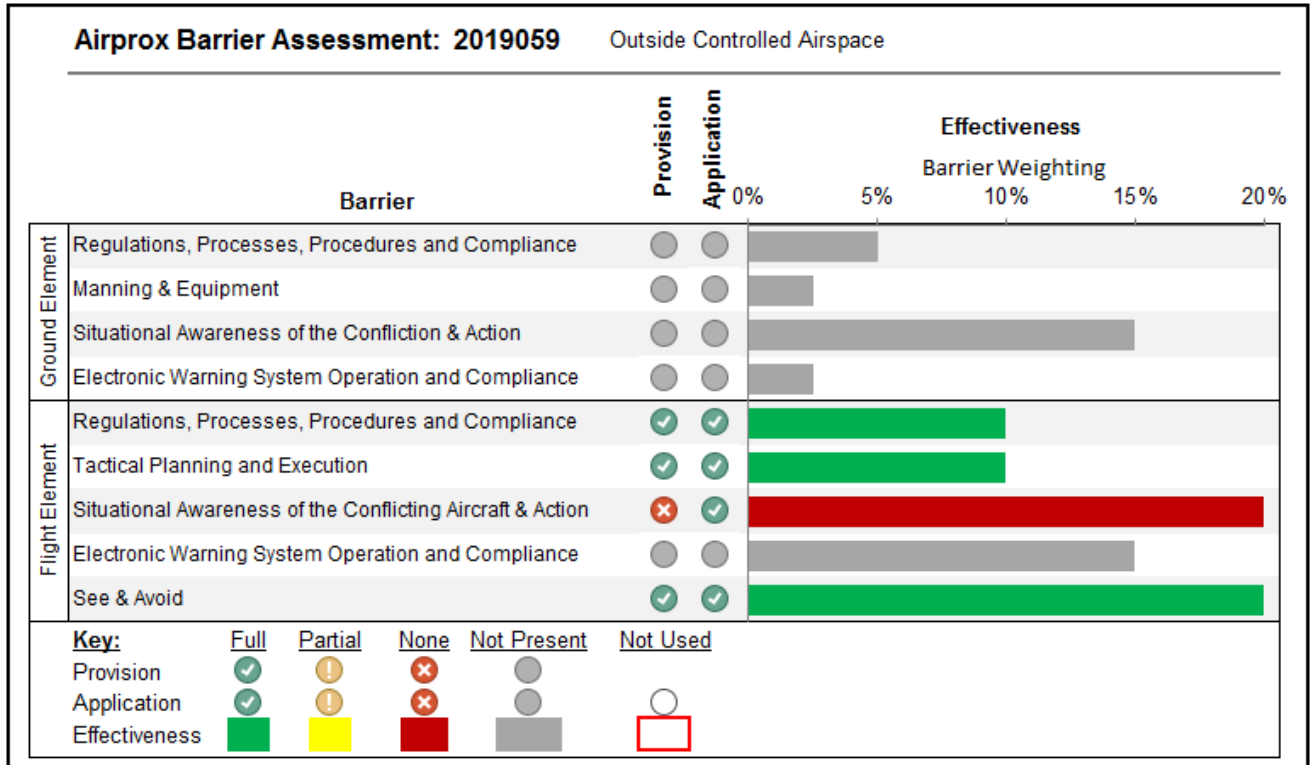 Airprox Barrier Assessment: 2019059 Outside Controlled Airspace
Barrier Provision Application Effectiveness
Barrier Weighting
0% 5% 10% 15% 20%
Ground Element
Regulations, Processes, Procedures and Compliance
Manning & Equipment
Situational Awareness of the Confliction & Action
Electronic Warning System Operation and Compliance
Flight Element
Regulations, Processes, Procedures and Compliance
Tactical Planning and Execution
Situational Awareness of the Conflicting Aircraft & Action
Electronic Warning System Operation and Compliance
See & Avoid
Key: Full Partial None Not Present Not Used
Provision
Application
Effectiveness